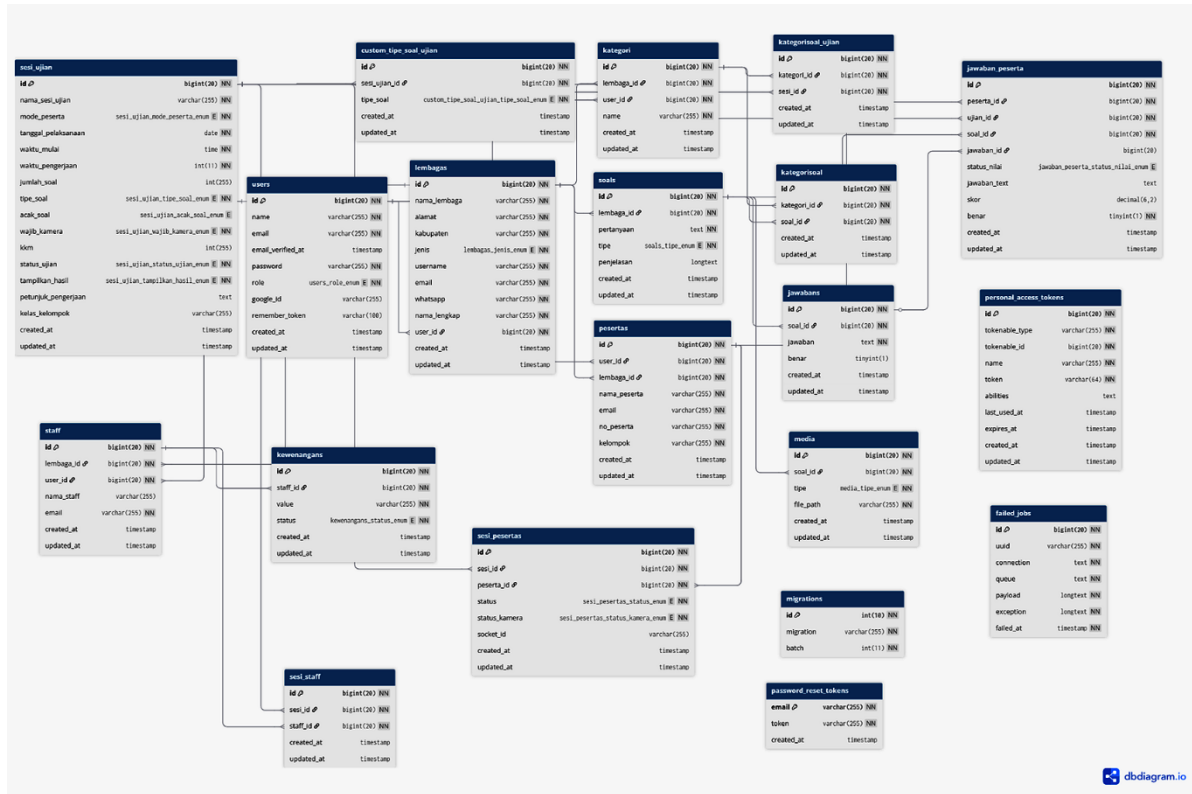 sesi_ujian
id bigint(20) NN
nama_sesi_ujian varchar(255) NN
mode_peserta sesi_ujian_mode_peserta_enum E NN
tanggal_pelaksanaan date NN
waktu_mulai time NN
waktu_pengerjaan int(11) NN
jumlah_soal int(255)
tipe_soal sesi_ujian_tipe_soal_enum E NN
acak_soal sesi_ujian_acak_soal_enum E
wajib_kamera sesi_ujian_wajib_kamera_enum E NN
kkm int(255)
status_ujian sesi_ujian_status_ujian_enum E NN
tampilkan_hasil sesi_ujian_tampilkan_hasil_enum E NN
petunjuk_pengerjaan text
kelas_kelompok varchar(255)
created_at timestamp
updated_at timestamp
custom_tipe_soal_ujian
id bigint(20) NN
sesi_ujian_id bigint(20) NN
tipe_soal custom_tipe_soal_ujian_tipe_soal_enum E NN
created_at timestamp
updated_at timestamp
kategori
id bigint(20) NN
lembaga_id bigint(20) NN
user_id bigint(20) NN
name varchar(255) NN
created_at timestamp
updated_at timestamp
kategorisoal_ujian
id bigint(20) NN
kategori_id bigint(20) NN
sesi_id bigint(20) NN
created_at timestamp
updated_at timestamp
jawaban_peserta
id bigint(20) NN
peserta_id bigint(20) NN
ujian_id bigint(20) NN
soal_id bigint(20) NN
jawaban_id bigint(20)
status_nilai jawaban_peserta_status_nilai_enum E
jawaban_text text
skor decimal(6,2)
benar tinyint(1) NN
created_at timestamp
updated_at timestamp
users
id bigint(20) NN
name varchar(255) NN
email varchar(255) NN
email_verified_at timestamp
password varchar(255) NN
role users_role_enum E NN
google_id varchar(255)
remember_token varchar(100)
created_at timestamp
updated_at timestamp
lembagas
id bigint(20) NN
nama_lembaga varchar(255) NN
alamat varchar(255) NN
kabupaten varchar(255) NN
jenis lembagas_jenis_enum E NN
username varchar(255) NN
email varchar(255) NN
whatsapp varchar(255) NN
nama_lengkap varchar(255) NN
user_id bigint(20) NN
created_at timestamp
updated_at timestamp
soals
id bigint(20) NN
lembaga_id bigint(20) NN
pertanyaan text NN
tipe soals_tipe_enum E NN
penjelasan longtext
created_at timestamp
updated_at timestamp
kategorisoal
id bigint(20) NN
kategori_id bigint(20) NN
soal_id bigint(20) NN
created_at timestamp
updated_at timestamp
jawabans
id bigint(20) NN
soal_id bigint(20) NN
jawaban text NN
benar tinyint(1)
created_at timestamp
updated_at timestamp
personal_access_tokens
id bigint(20) NN
tokenable_type varchar(255) NN
tokenable_id bigint(20) NN
name varchar(255) NN
token varchar(64) NN
abilities text
last_used_at timestamp
expires_at timestamp
created_at timestamp
updated_at timestamp
pesertas
id bigint(20) NN
user_id bigint(20) NN
lembaga_id bigint(20) NN
nama_peserta varchar(255) NN
email varchar(255) NN
no_peserta varchar(255) NN
kelompok varchar(255) NN
created_at timestamp
updated_at timestamp
staff
id bigint(20) NN
lembaga_id bigint(20) NN
user_id bigint(20) NN
nama_staff varchar(255)
email varchar(255) NN
created_at timestamp
updated_at timestamp
kewenangans
id bigint(20) NN
staff_id bigint(20) NN
value varchar(255) NN
status kewenangans_status_enum E NN
created_at timestamp
updated_at timestamp
media
id bigint(20) NN
soal_id bigint(20) NN
tipe media_tipe_enum E NN
file_path varchar(255) NN
created_at timestamp
updated_at timestamp
sesi_pesertas
id bigint(20) NN
sesi_id bigint(20) NN
peserta_id bigint(20) NN
status sesi_pesertas_status_enum E NN
status_kamera sesi_pesertas_status_kamera_enum E NN
socket_id varchar(255)
created_at timestamp
updated_at timestamp
failed_jobs
id bigint(20) NN
uuid varchar(255) NN
connection text NN
queue text NN
payload longtext NN
exception longtext NN
failed_at timestamp NN
migrations
id int(10) NN
migration varchar(255) NN
batch int(11) NN
sesi_staff
id bigint(20) NN
sesi_id bigint(20) NN
staff_id bigint(20) NN
created_at timestamp
updated_at timestamp
password_reset_tokens
email varchar(255) NN
token varchar(255) NN
created_at timestamp
dbdiagram.io